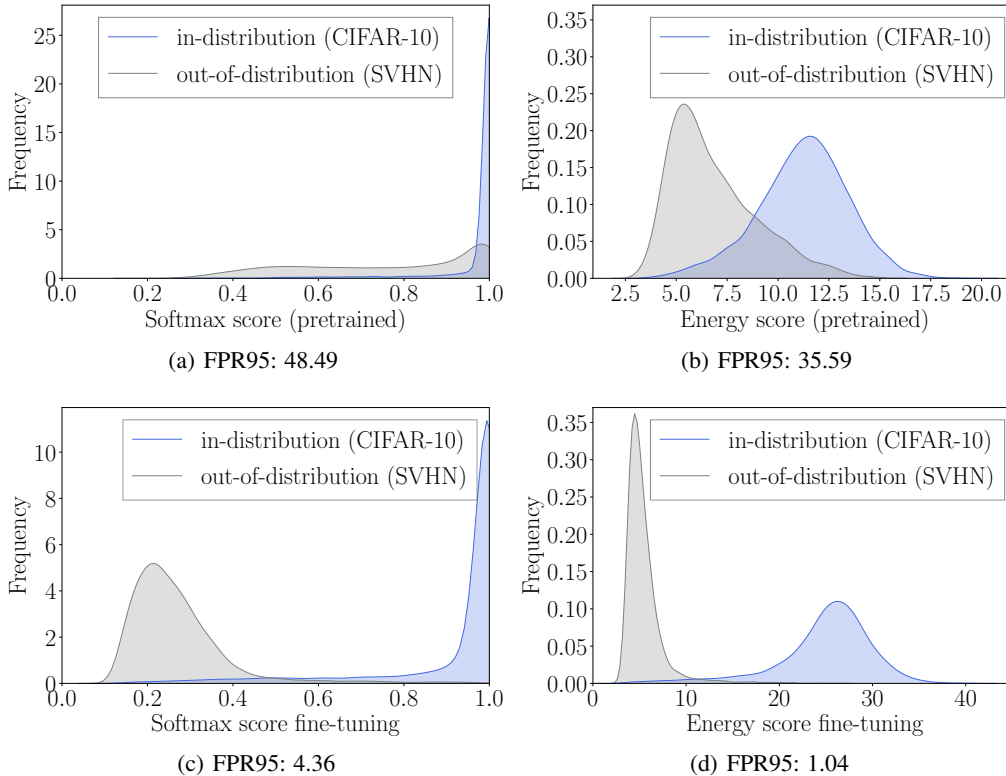 in-distribution (CIFAR-10)
out-of-distribution (SVHN)
Frequency
25
20
15
10
5
0
0.0 0.2 0.4 0.6 0.8 1.0
Softmax score (pretrained)
(a) FPR95: 48.49
in-distribution (CIFAR-10)
out-of-distribution (SVHN)
Frequency
0.35
0.30
0.25
0.20
0.15
0.10
0.05
0.00
2.5 5.0 7.5 10.0 12.5 15.0 17.5 20.0
Energy score (pretrained)
(b) FPR95: 35.59
in-distribution (CIFAR-10)
out-of-distribution (SVHN)
Frequency
10
8
6
4
2
0
0.0 0.2 0.4 0.6 0.8 1.0
Softmax score fine-tuning
(c) FPR95: 4.36
in-distribution (CIFAR-10)
out-of-distribution (SVHN)
Frequency
0.35
0.30
0.25
0.20
0.15
0.10
0.05
0.00
0 10 20 30 40
Energy score fine-tuning
(d) FPR95: 1.04